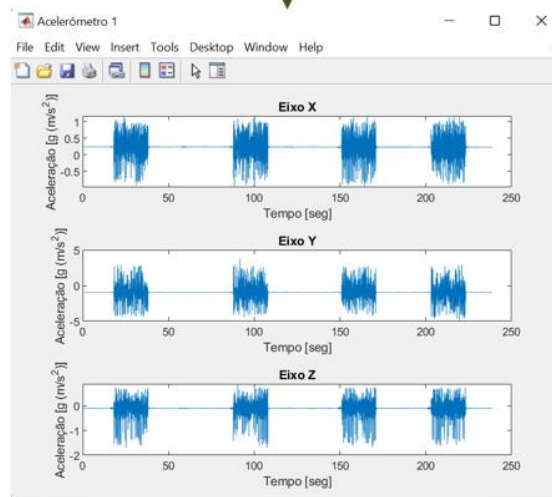 Acelerómetro 1
File Edit View Insert Tools Desktop Window Help
Eixo X
Aceleração [g (m/s²)]
1
0.5
0
-0.5
0 50 100 150 200 250
Tempo [seg]
Eixo Y
Aceleração [g (m/s²)]
5
0
-5
0 50 100 150 200 250
Tempo [seg]
Eixo Z
Aceleração [g (m/s²)]
0
-1
-2
0 50 100 150 200 250
Tempo [seg]